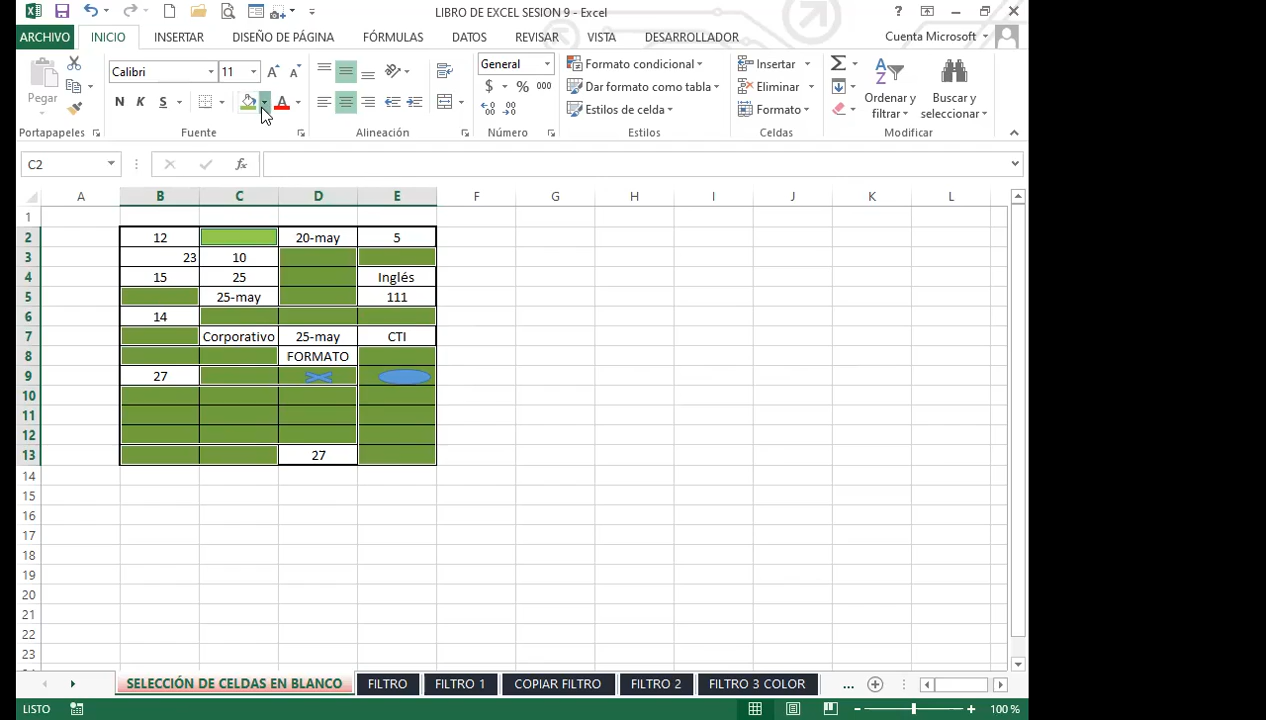 LIBRO DE EXCEL SESION 9 - Excel
ARCHIVO INICIO INSERTAR DISEÑO DE PÁGINA FÓRMULAS DATOS REVISAR VISTA DESARROLLADOR Cuenta Microsoft
Pegar
Calibri 11
N K S
General
$ % 000
Formato condicional
Dar formato como tabla
Estilos de celda
Insertar
Eliminar
Formato
Ordenar y filtrar
Buscar y seleccionar
Portapapeles Fuente Alineación Número Estilos Celdas Modificar
C2 fx
A B C D E F G H I J K L
1
2 12 20-may 5
3 23 10
4 15 25 Inglés
5 25-may 111
6 14
7 Corporativo 25-may CTI
8 FORMATO
9 27
10
11
12
13 27
14
15
16
17
18
19
20
21
22
23
SELECCIÓN DE CELDAS EN BLANCO FILTRO FILTRO 1 COPIAR FILTRO FILTRO 2 FILTRO 3 COLOR ...
LISTO 100 %